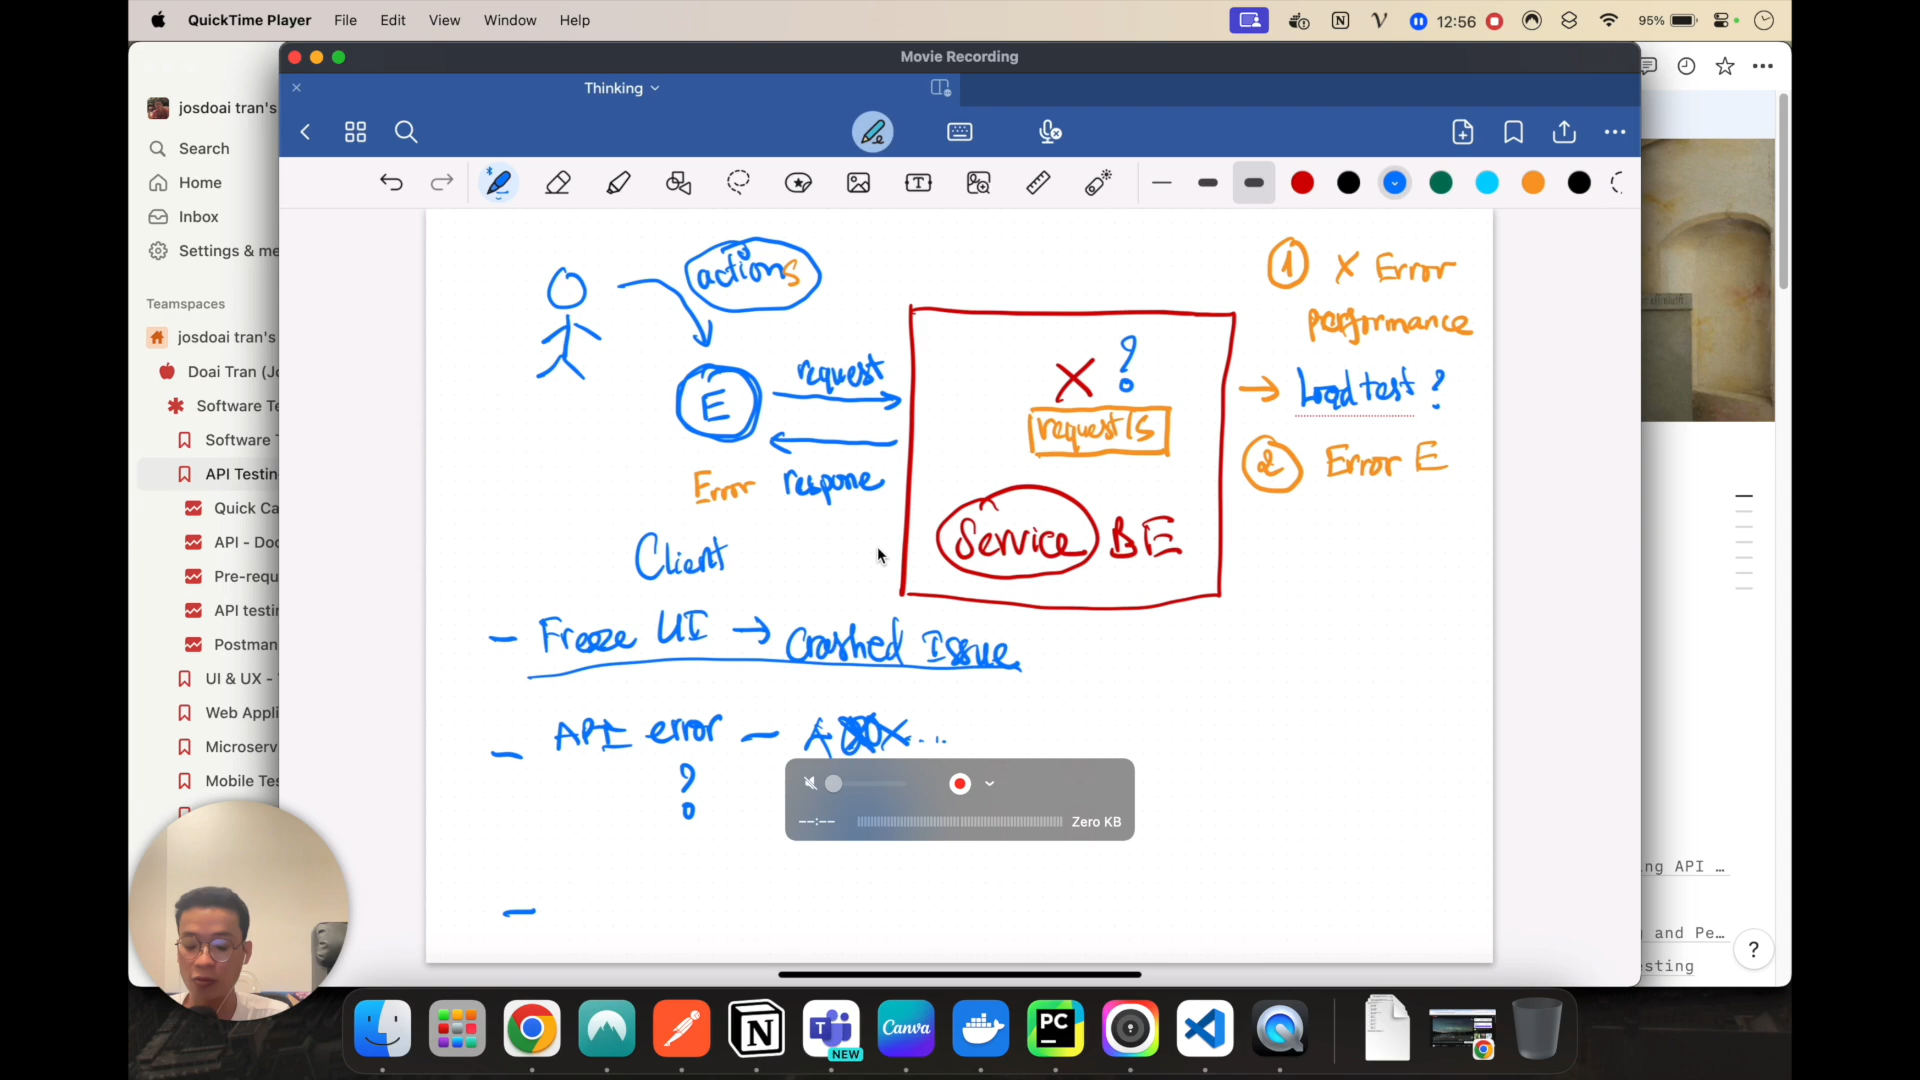 QuickTime Player File Edit View Window Help 12:56 95%
Movie Recording
Thinking
josdoai tran's
Search
Home
Inbox
Settings & me
Teamspaces
josdoai tran's
Doai Tran (J
Software Te
Software T
API Testin
Quick Ca
API - Doc
Pre-requ
API testi
Postman
UI & UX -
Web Appli
Microserv
Mobile Tes
actions
E
request
Error respone
Client
X ?
request/s
Service BE
1 X Error
performance
→ Load test ?
2 Error E
- Freeze UI → Crashed Issue
- API error -
?
-
--:-- Zero KB
ng API …
and Pe…
esting
?
NEW
Canva
PC